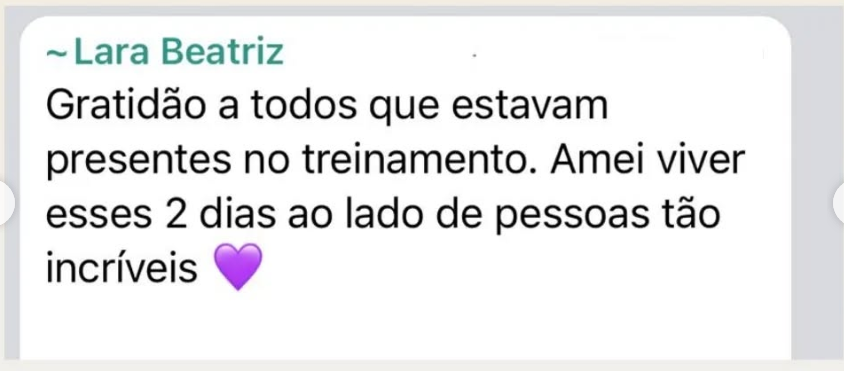 ~Lara Beatriz
Gratidão a todos que estavam
presentes no treinamento. Amei viver
esses 2 dias ao lado de pessoas tão
incríveis 💜